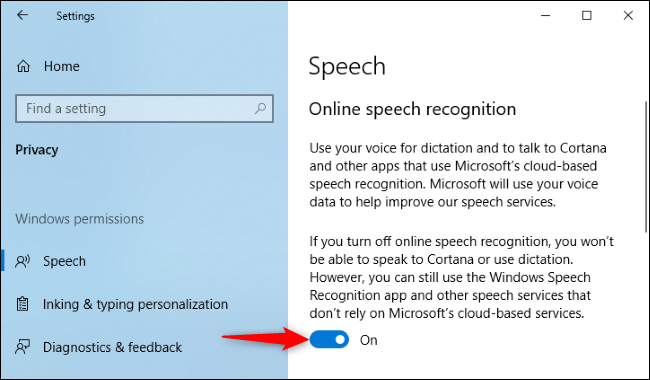 Settings
Home
Find a setting
Privacy
Windows permissions
Speech
Inking & typing personalization
Diagnostics & feedback
Speech
Online speech recognition
Use your voice for dictation and to talk to Cortana
and other apps that use Microsoft's cloud-based
speech recognition. Microsoft will use your voice
data to help improve our speech services.
If you turn off online speech recognition, you won't
be able to speak to Cortana or use dictation.
However, you can still use the Windows Speech
Recognition app and other speech services that
don't rely on Microsoft's cloud-based services.
On